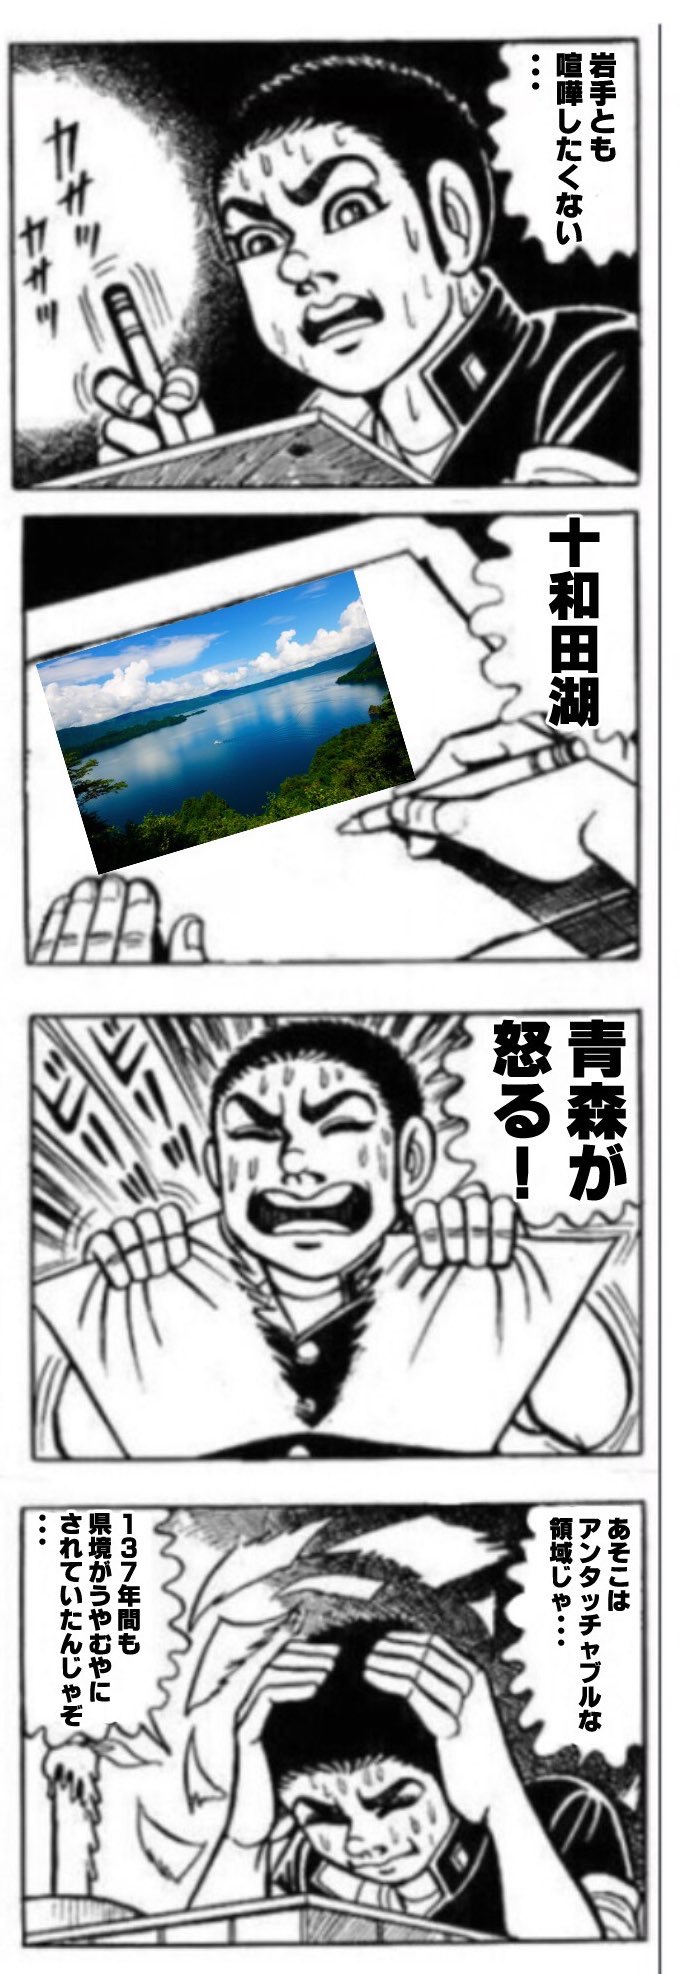 岩手とも
喧嘩したくない
・・・
カサッ
カサッ
十和田湖
青森が
怒る！
ビビビ
あそこは
アンタッチャブルな
領域じゃ・・・
137年間も
県境がうやむやに
されていたんじゃぞ
・・・